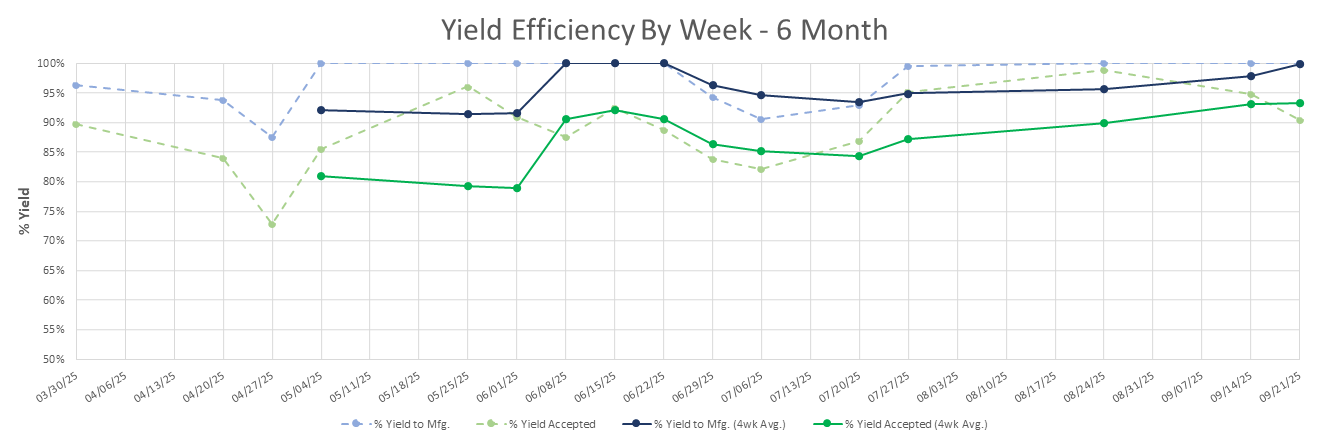 Yield Efficiency By Week - 6 Month
100%
95%
90%
85%
80%
75%
70%
65%
60%
55%
50%
% Yield
03/30/25 04/06/25 04/13/25 04/20/25 04/27/25 05/04/25 05/11/25 05/18/25 05/25/25 06/01/25 06/08/25 06/15/25 06/22/25 06/29/25 07/06/25 07/13/25 07/20/25 07/27/25 08/03/25 08/10/25 08/17/25 08/24/25 08/31/25 09/07/25 09/14/25 09/21/25
% Yield to Mfg. % Yield Accepted % Yield to Mfg. (4wk Avg.) % Yield Accepted (4wk Avg.)